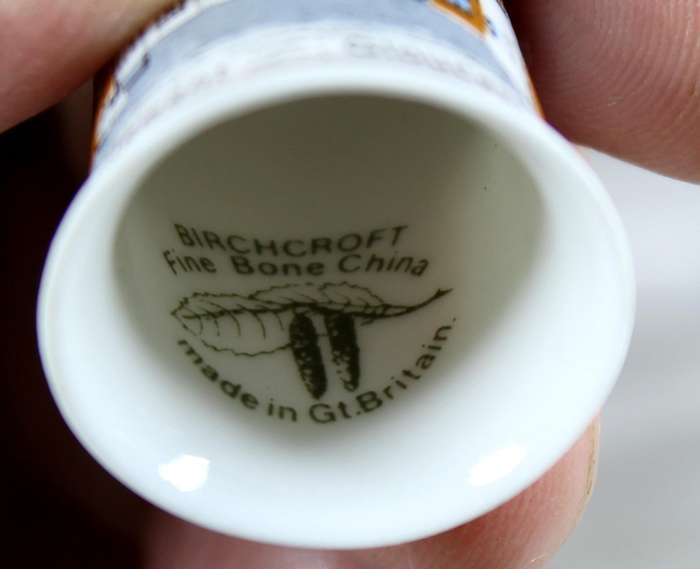 BIRCHCROFT
Fine Bone China
made in Gt.Britain.